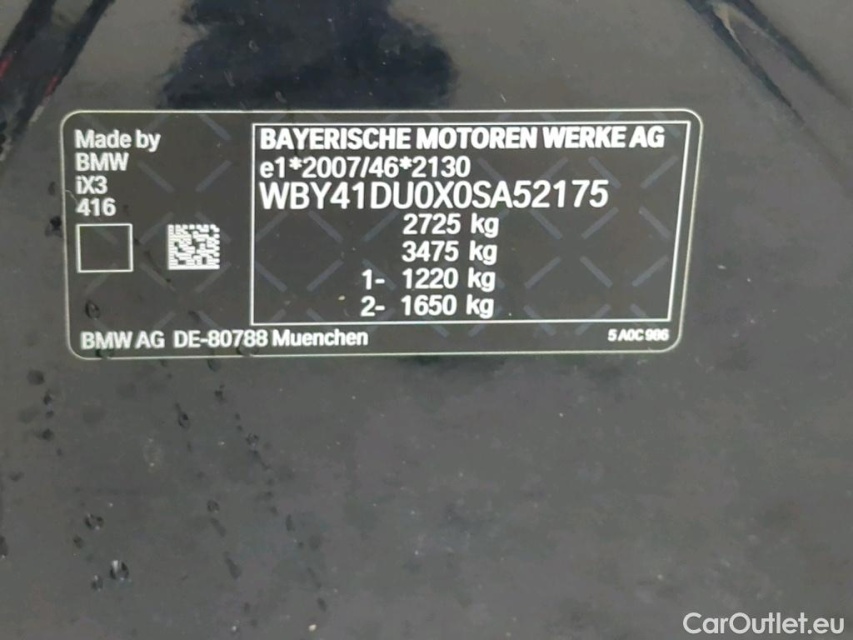 Made by
BMW
iX3
416
BAYERISCHE MOTOREN WERKE AG
e1*2007/46*2130
WBY41DU0X0SA52175
2725 kg
3475 kg
1- 1220 kg
2- 1650 kg
BMW AG DE-80788 Muenchen
5 A0C 986
CarOutlet.eu